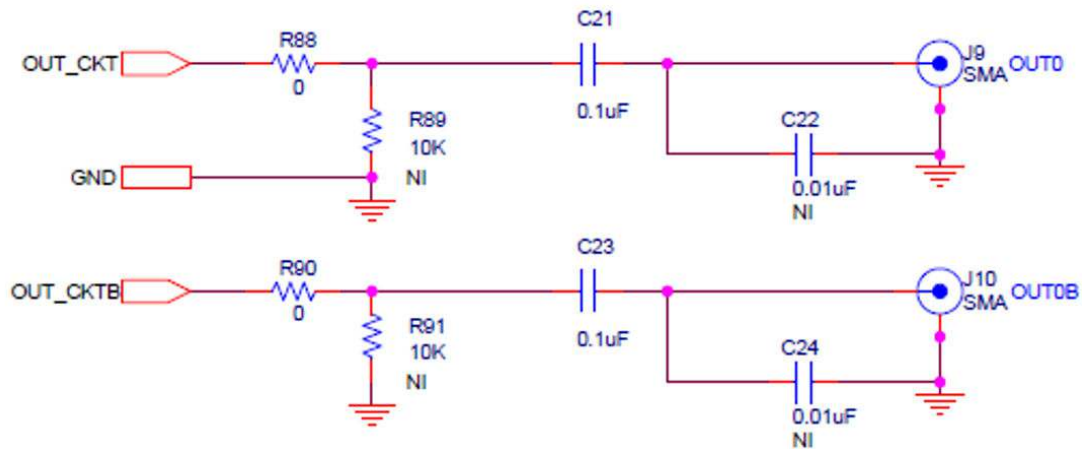 C21
R88
OUT_CKT
J9 OUT0
SMA
0
0.1uF
R89
10K
NI
C22
GND
0.01uF
NI
C23
R90
OUT_CKTB
J10 OUT0B
SMA
0
R91
10K
NI
0.1uF
C24
0.01uF
NI